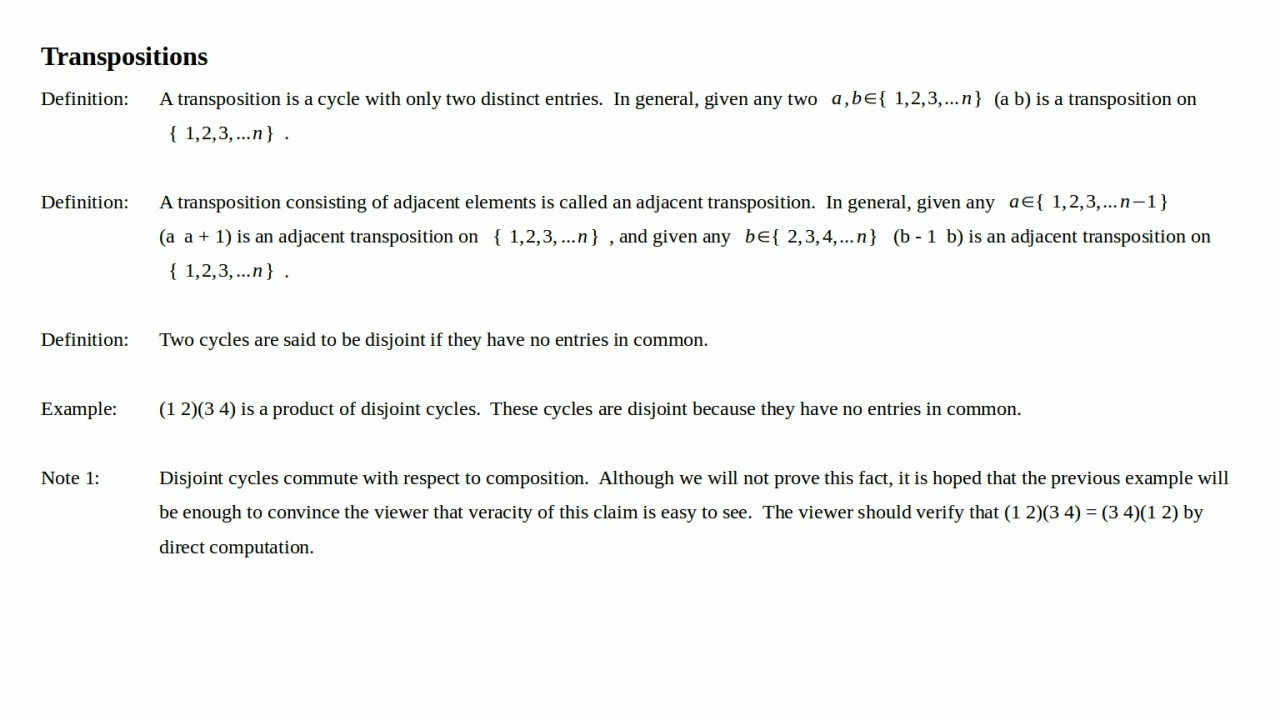 Transpositions
Definition: A transposition is a cycle with only two distinct entries. In general, given any two a,b∈{ 1,2,3,...n} (a b) is a transposition on
{ 1,2,3,...n} .
Definition: A transposition consisting of adjacent elements is called an adjacent transposition. In general, given any a∈{ 1,2,3,...n−1}
(a a + 1) is an adjacent transposition on { 1,2,3,...n} , and given any b∈{ 2,3,4,...n} (b - 1 b) is an adjacent transposition on
{ 1,2,3,...n} .
Definition: Two cycles are said to be disjoint if they have no entries in common.
Example: (1 2)(3 4) is a product of disjoint cycles. These cycles are disjoint because they have no entries in common.
Note 1: Disjoint cycles commute with respect to composition. Although we will not prove this fact, it is hoped that the previous example will
be enough to convince the viewer that veracity of this claim is easy to see. The viewer should verify that (1 2)(3 4) = (3 4)(1 2) by
direct computation.